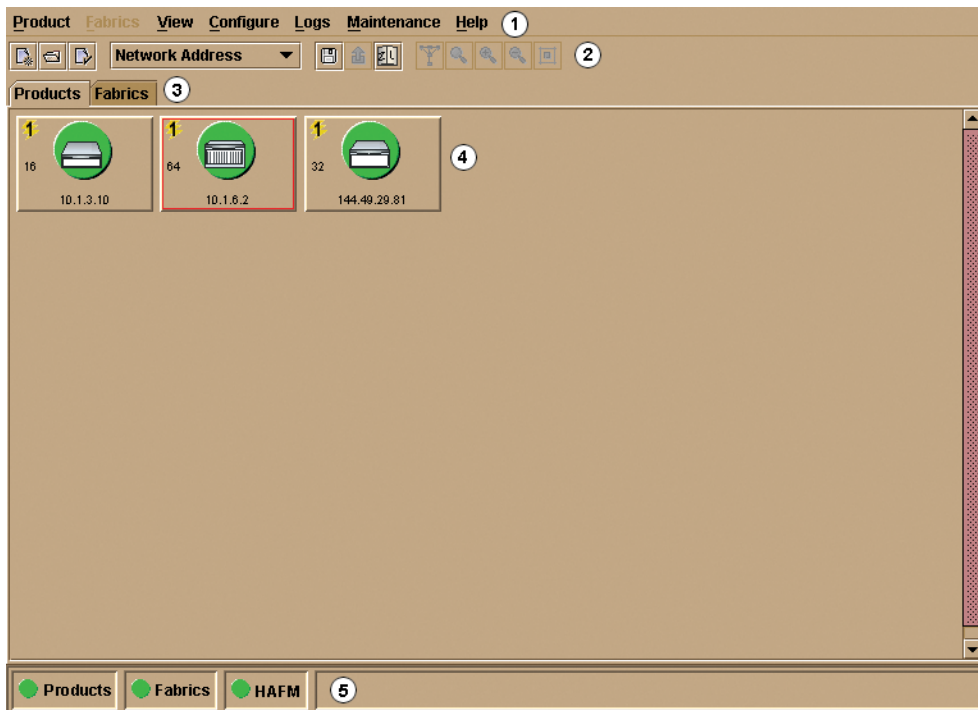 Product Fabrics View Configure Logs Maintenance Help 1
Network Address 2
Products Fabrics 3
1 1 1
16 64 32 4
10.1.3.10 10.1.6.2 144.49.29.81
Products Fabrics HAFM 5